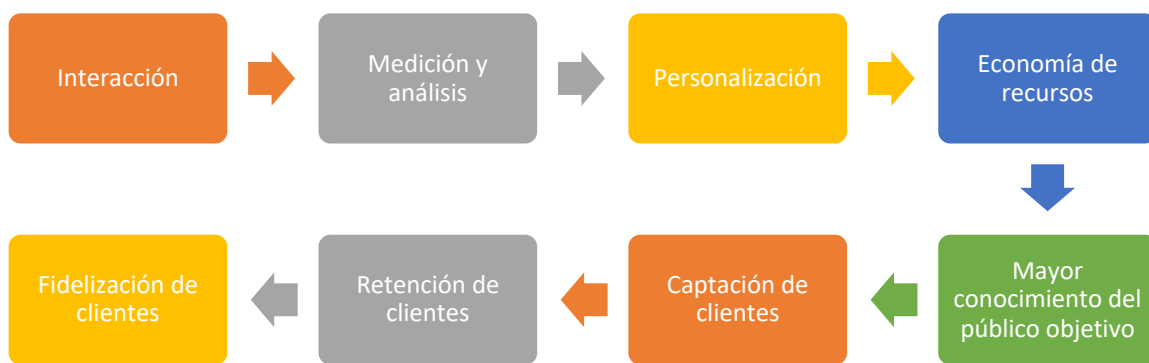 Interacción
Medición y
análisis
Personalización
Economía de
recursos
Mayor
conocimiento del
público objetivo
Captación de
clientes
Retención de
clientes
Fidelización de
clientes